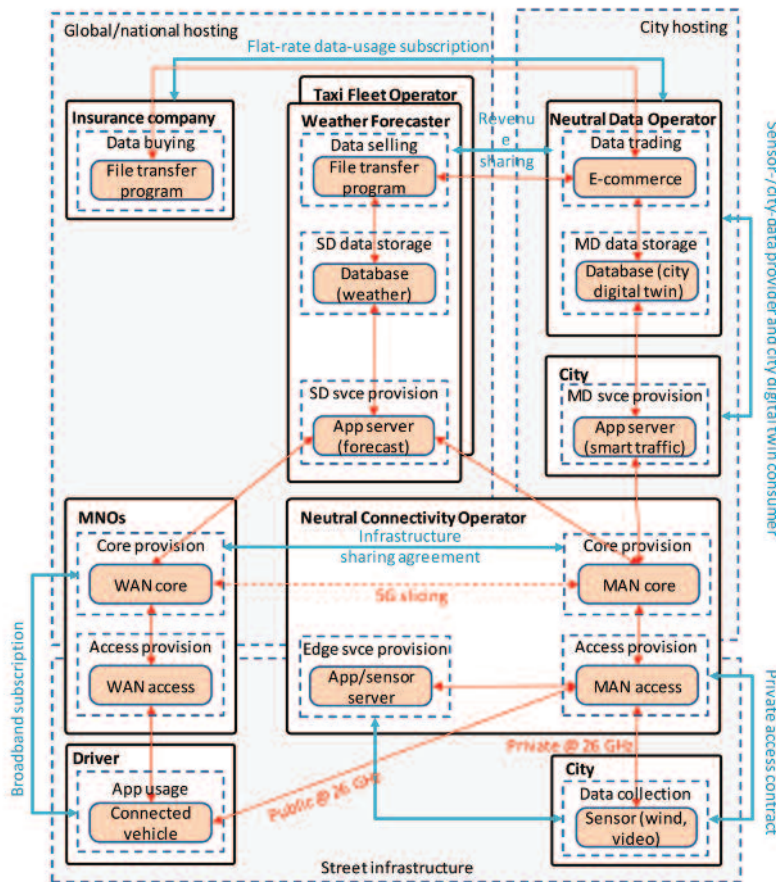 Global/national hosting
City hosting
Flat-rate data-usage subscription
Taxi Fleet Operator
Insurance company
Data buying
File transfer
program
Weather Forecaster
Data selling
File transfer
program
Revenu
e
sharing
Neutral Data Operator
Data trading
E-commerce
SD data storage
Database
(weather)
MD data storage
Database (city
digital twin)
Sensor-/city-data provider and city digital twin consumer
SD svce provision
App server
(forecast)
City
MD svce provision
App server
(smart traffic)
MNOs
Core provision
WAN core
Neutral Connectivity Operator
Infrastructure
sharing agreement
Core provision
MAN core
5G slicing
Access provision
WAN access
Edge svce provision
App/sensor
server
Access provision
MAN access
Broadband subscription
Private access contract
Driver
App usage
Connected
vehicle
Public @ 26 GHz
Private @ 26 GHz
City
Data collection
Sensor (wind,
video)
Street infrastructure